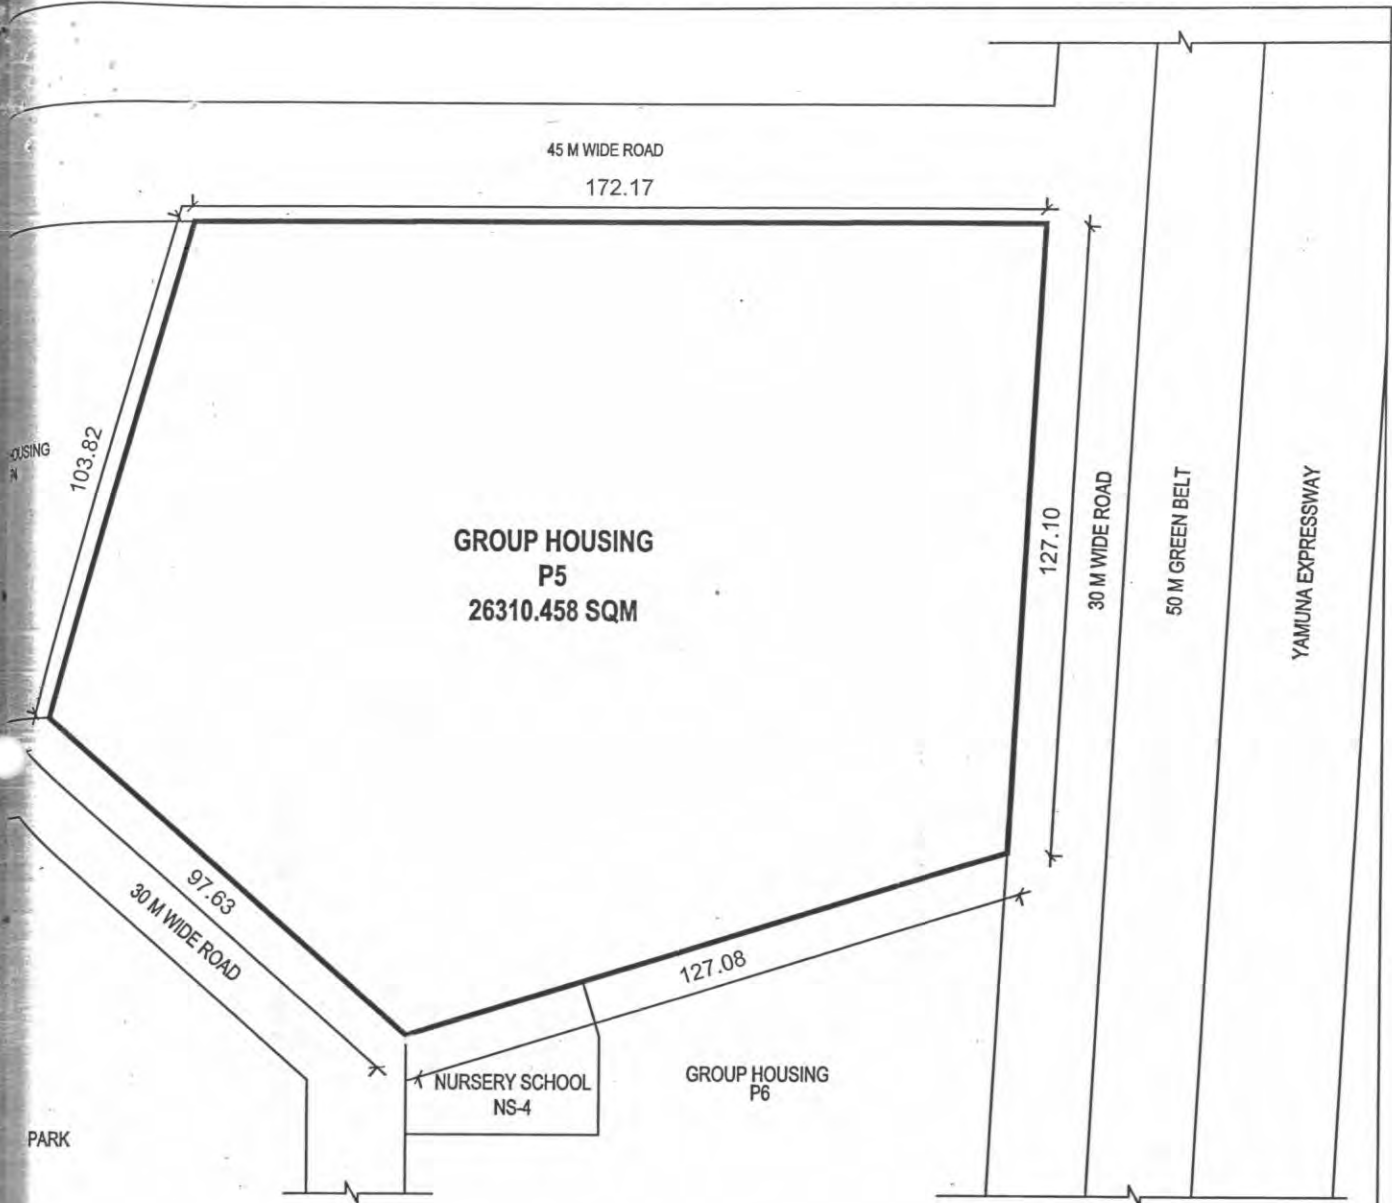 45 M WIDE ROAD
172.17
103.82
GROUP HOUSING
P5
26310.458 SQM
127.10
30 M WIDE ROAD
50 M GREEN BELT
YAMUNA EXPRESSWAY
97.63
30 M WIDE ROAD
127.08
NURSERY SCHOOL
NS-4
GROUP HOUSING
P6
PARK